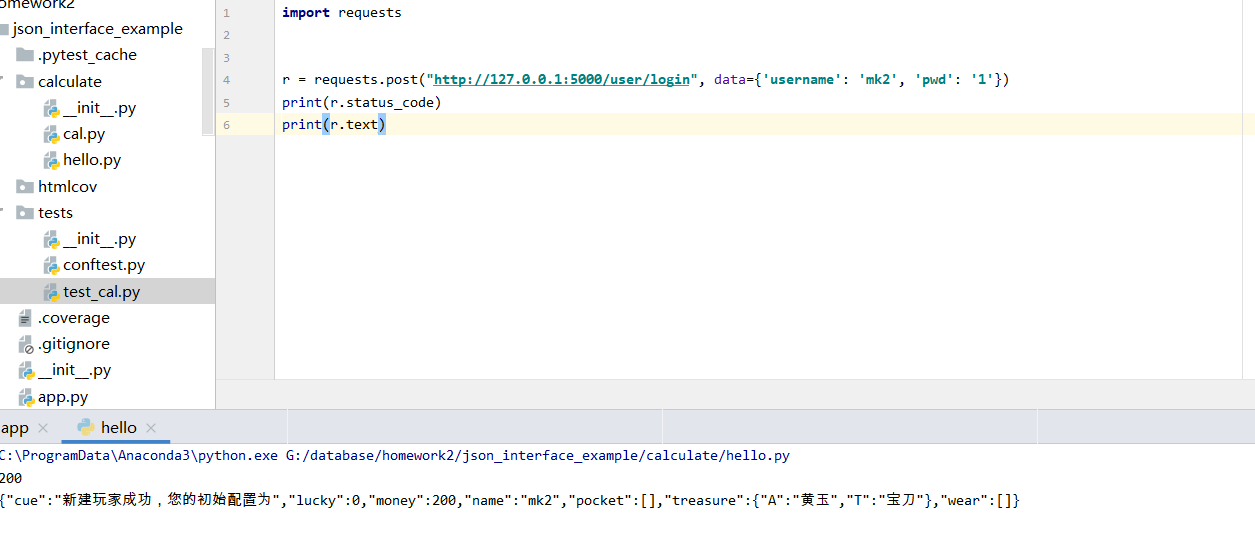 omework2
json_interface_example
.pytest_cache
calculate
__init__.py
cal.py
hello.py
htmlcov
tests
__init__.py
conftest.py
test_cal.py
.coverage
.gitignore
__init__.py
app.py
1 import requests
2
3
4 r = requests.post("http://127.0.0.1:5000/user/login", data={'username': 'mk2', 'pwd': '1'})
5 print(r.status_code)
6 print(r.text)
app hello
C:\ProgramData\Anaconda3\python.exe G:/database/homework2/json_interface_example/calculate/hello.py
200
{"cue":"新建玩家成功，您的初始配置为","lucky":0,"money":200,"name":"mk2","pocket":[],"treasure":{"A":"黄玉","T":"宝刀"},"wear":[]}